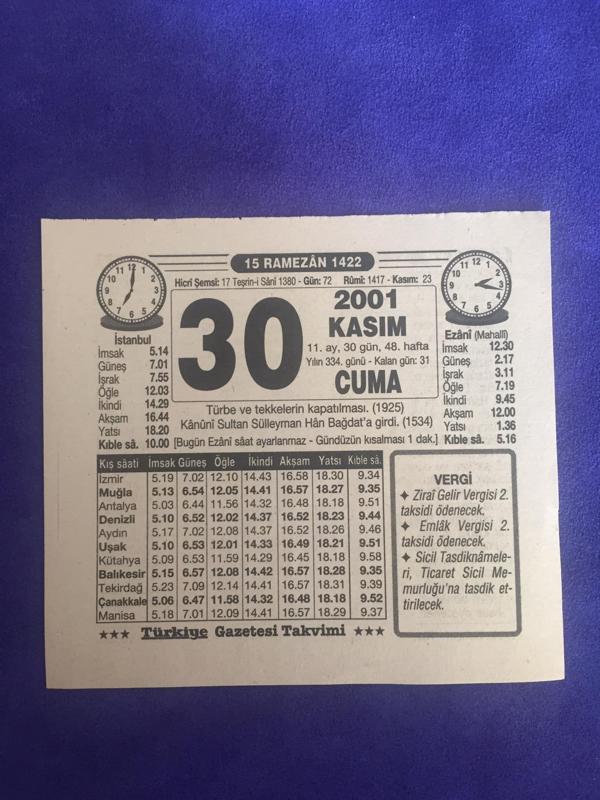 15 RAMEZÂN 1422
Hicrî Şemsî: 17 Teşrin-i Sânî 1380 - Gün: 72 Rûmî: 1417 - Kasım: 23
30
2001
KASIM
11. ay, 30 gün, 48. hafta
Yılın 334. günü - Kalan gün: 31
CUMA
Türbe ve tekkelerin kapatılması. (1925)
Kânûnî Sultan Süleyman Hân Bağdat'a girdi. (1534)
[Bugün Ezânî sâat ayarlanmaz - Gündüzün kısalması 1 dak.]
İstanbul
İmsak 5.14
Güneş 7.01
İşrak 7.55
Öğle 12.03
İkindi 14.29
Akşam 16.44
Yatsı 18.20
Kıble sâ. 10.00
Ezânî (Mahallî)
İmsak 12.30
Güneş 2.17
İşrak 3.11
Öğle 7.19
İkindi 9.45
Akşam 12.00
Yatsı 1.36
Kıble sâ. 5.16
Kış sâati İmsak Güneş Öğle İkindi Akşam Yatsı Kıble sâ.
İzmir 5.19 7.02 12.10 14.43 16.58 18.30 9.34
Muğla 5.13 6.54 12.05 14.41 16.57 18.27 9.35
Antalya 5.03 6.44 11.56 14.32 16.48 18.18 9.51
Denizli 5.10 6.52 12.02 14.37 16.52 18.23 9.44
Aydın 5.17 7.02 12.08 14.37 16.52 18.26 9.46
Uşak 5.10 6.53 12.01 14.33 16.49 18.21 9.51
Kütahya 5.09 6.53 11.59 14.29 16.45 18.18 9.58
Balıkesir 5.15 6.57 12.08 14.42 16.57 18.28 9.35
Tekirdağ 5.23 7.09 12.14 14.41 16.57 18.31 9.39
Çanakkale 5.06 6.47 11.58 14.32 16.48 18.18 9.52
Manisa 5.18 7.01 12.09 14.41 16.57 18.29 9.37
★★★ Türkiye Gazetesi Takvimi ★★★
VERGİ
✦ Ziraî Gelir Vergisi 2.
taksidi ödenecek.
✦ Emlâk Vergisi 2.
taksidi ödenecek.
✦ Sicil Tasdiknâmele-
ri, Ticaret Sicil Me-
murluğu'na tasdik et-
tirilecek.